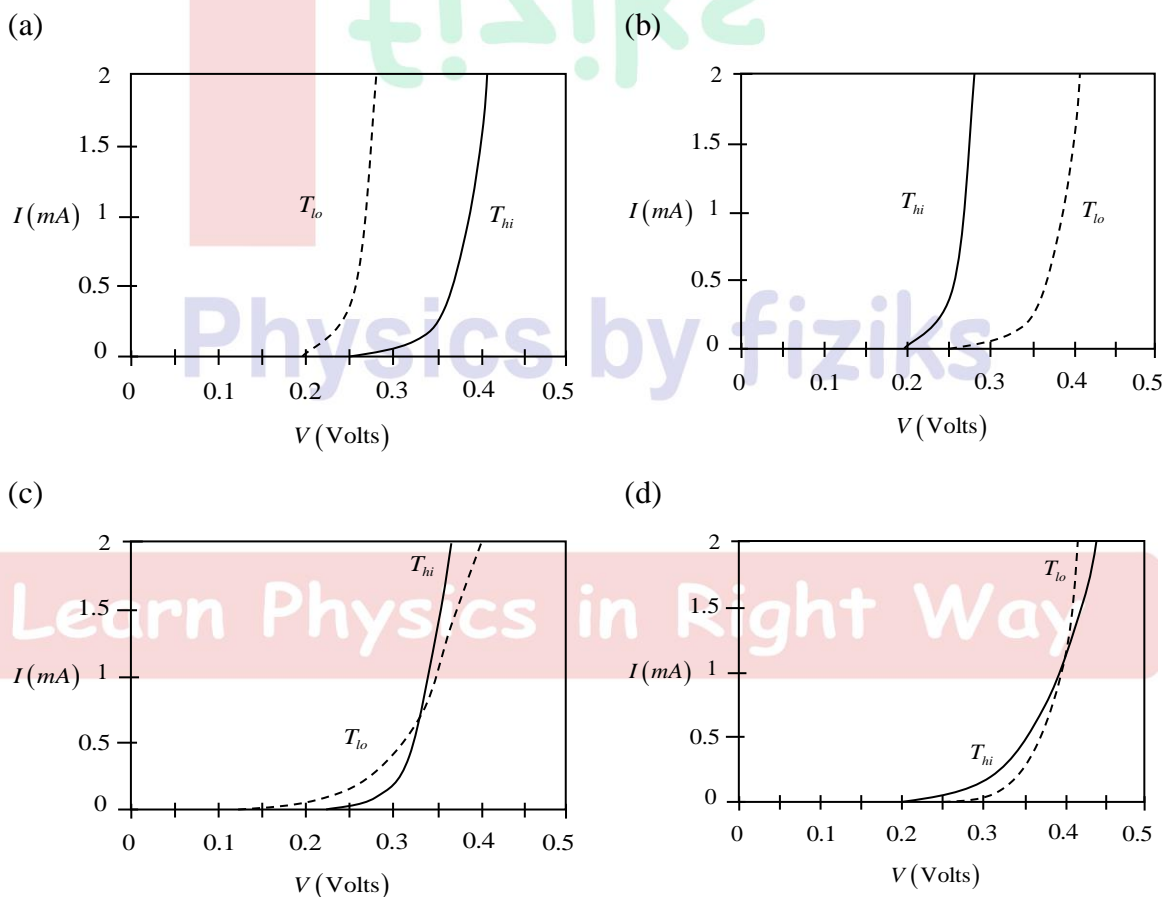 fiziks
(a) (b)
2
1.5
I (mA) 1
0.5
0
0 0.1 0.2 0.3 0.4 0.5
V (Volts)
T_lo
T_hi
2
1.5
I (mA) 1
0.5
0
0 0.1 0.2 0.3 0.4 0.5
V (Volts)
T_hi
T_lo
Physics by fiziks
(c) (d)
2
1.5
I (mA) 1
0.5
0
0 0.1 0.2 0.3 0.4 0.5
V (Volts)
T_hi
T_lo
2
1.5
I (mA) 1
0.5
0
0 0.1 0.2 0.3 0.4 0.5
V (Volts)
T_lo
T_hi
Learn Physics in Right Way